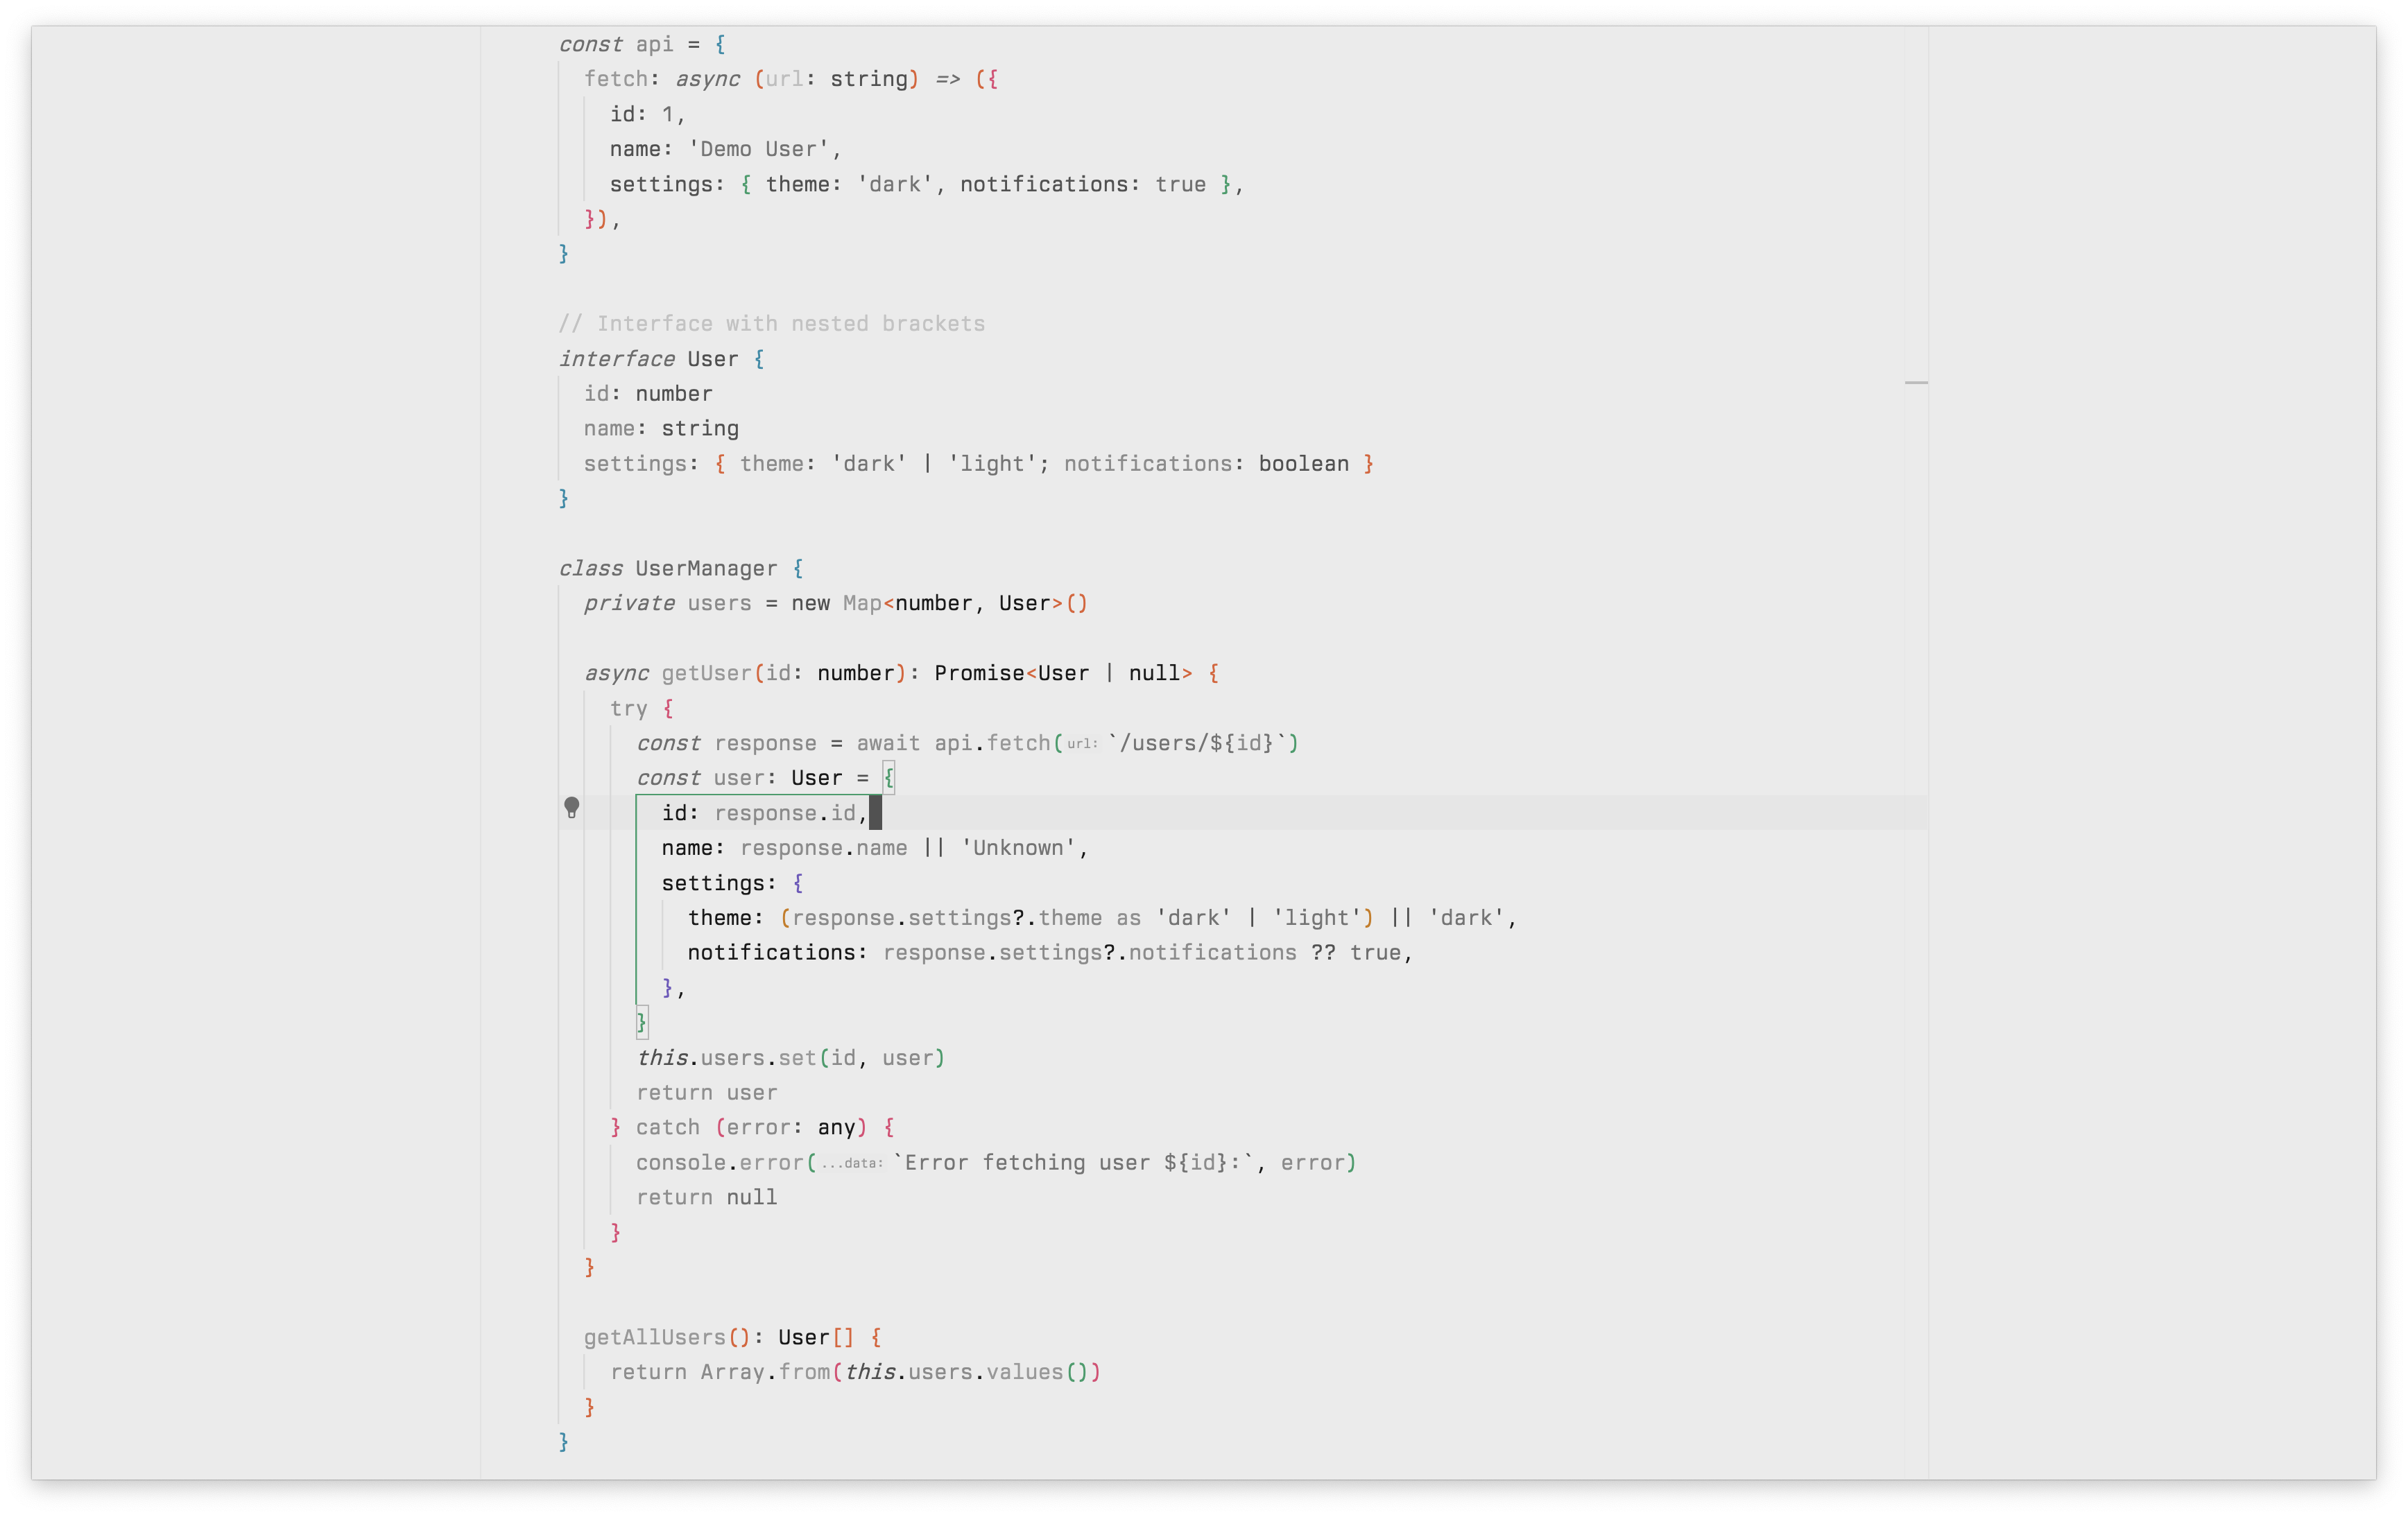 const api = {
  fetch: async (url: string) => ({
    id: 1,
    name: 'Demo User',
    settings: { theme: 'dark', notifications: true },
  }),
}
// Interface with nested brackets
interface User {
  id: number
  name: string
  settings: { theme: 'dark' | 'light'; notifications: boolean }
}
class UserManager {
  private users = new Map<number, User>()
  async getUser(id: number): Promise<User | null> {
    try {
      const response = await api.fetch(url: `/users/${id}`)
      const user: User = {
        id: response.id,
        name: response.name || 'Unknown',
        settings: {
          theme: (response.settings?.theme as 'dark' | 'light') || 'dark',
          notifications: response.settings?.notifications ?? true,
        },
      }
      this.users.set(id, user)
      return user
    } catch (error: any) {
      console.error(...data: `Error fetching user ${id}:`, error)
      return null
    }
  }
  getAllUsers(): User[] {
    return Array.from(this.users.values())
  }
}